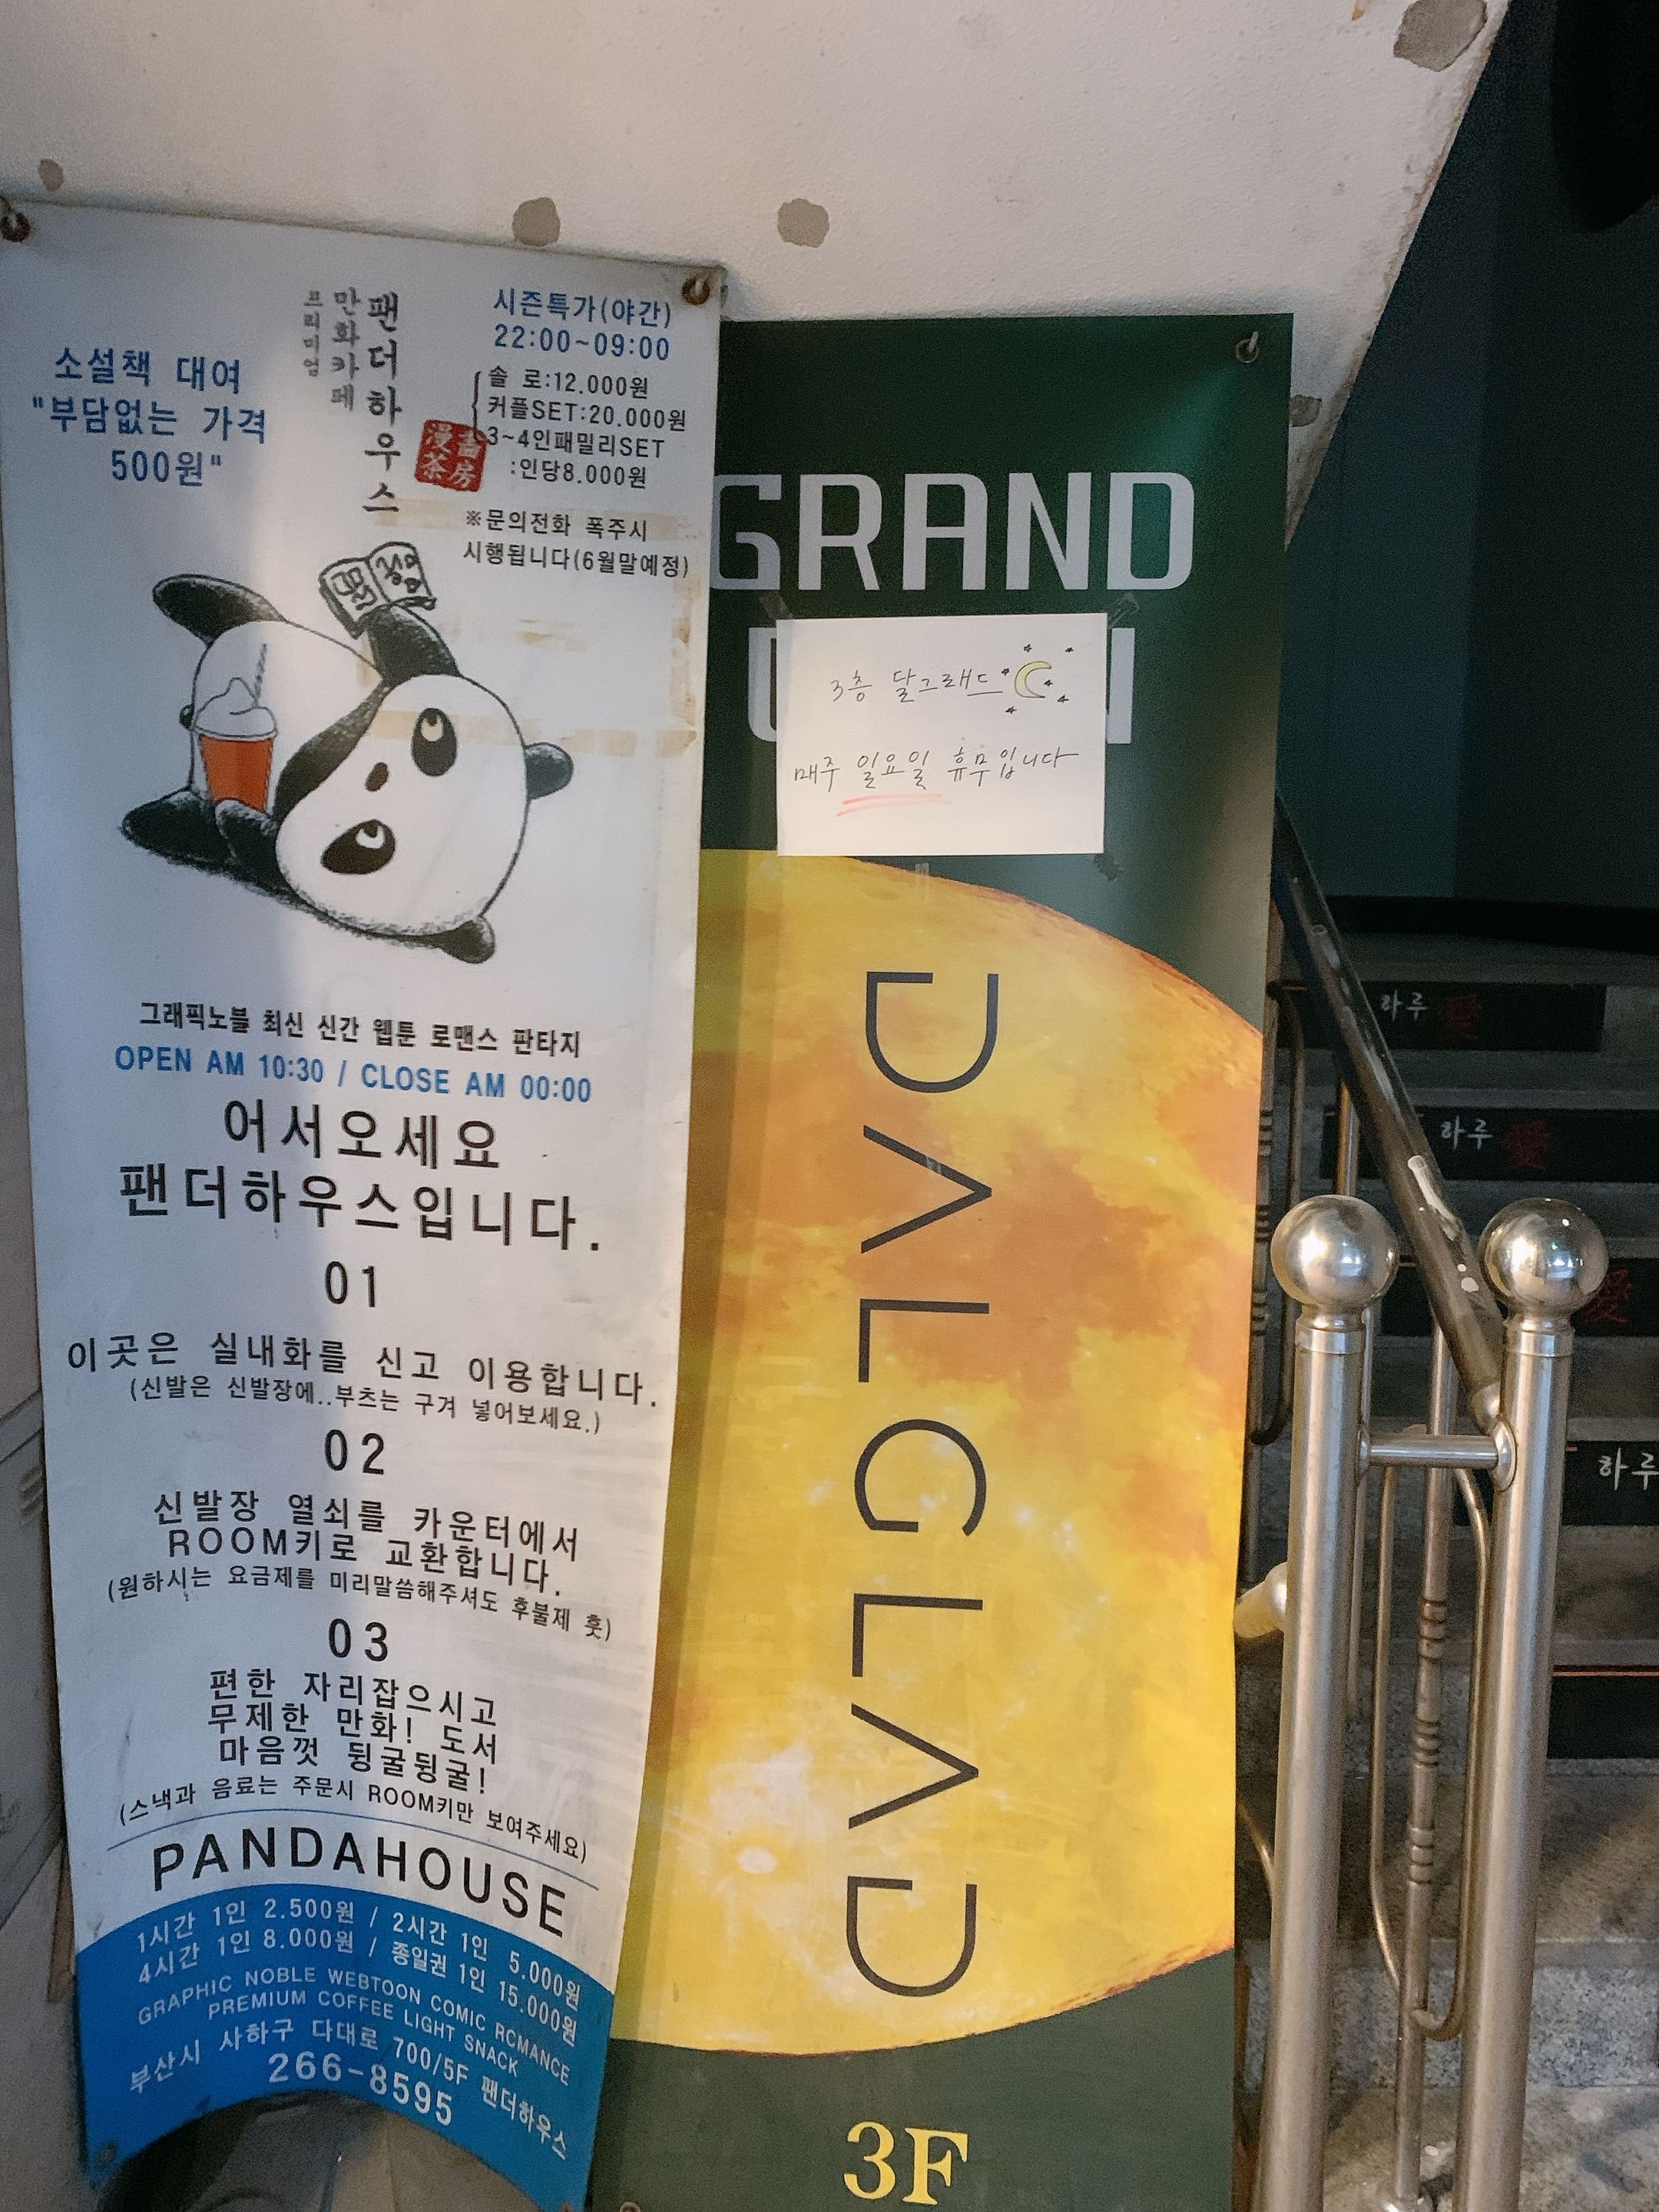 소설책 대여
"부담없는 가격
500원"
프리미엄
만화카페
팬더하우스
漫畵茶房
시즌특가(야간)
22:00~09:00
솔 로:12.000원
커플SET:20.000원
3~4인패밀리SET
:인당8.000원
※문의전화 폭주시
시행됩니다(6월말예정)
그래픽노블 최신 신간 웹툰 로맨스 판타지
OPEN AM 10:30 / CLOSE AM 00:00
어서오세요
팬더하우스입니다.
01
이곳은 실내화를 신고 이용합니다.
(신발은 신발장에..부츠는 구겨 넣어보세요.)
02
신발장 열쇠를 카운터에서
ROOM키로 교환합니다.
(원하시는 요금제를 미리말씀해주셔도 후불제 훗)
03
편한 자리잡으시고
무제한 만화! 도서
마음껏 뒹굴뒹굴!
(스낵과 음료는 주문시 ROOM키만 보여주세요)
PANDAHOUSE
1시간 1인 2.500원 / 2시간 1인 5.000원
4시간 1인 8.000원 / 종일권 1인 15.000원
GRAPHIC NOBLE WEBTOON COMIC RCMANCE
PREMIUM COFFEE LIGHT SNACK
부산시 사하구 다대로 700/5F 팬더하우스
266-8595
GRAND
3층 달그래드
매주 일요일 휴무입니다
DALGLAD
3F
하루 愛
하루 愛
愛
하루